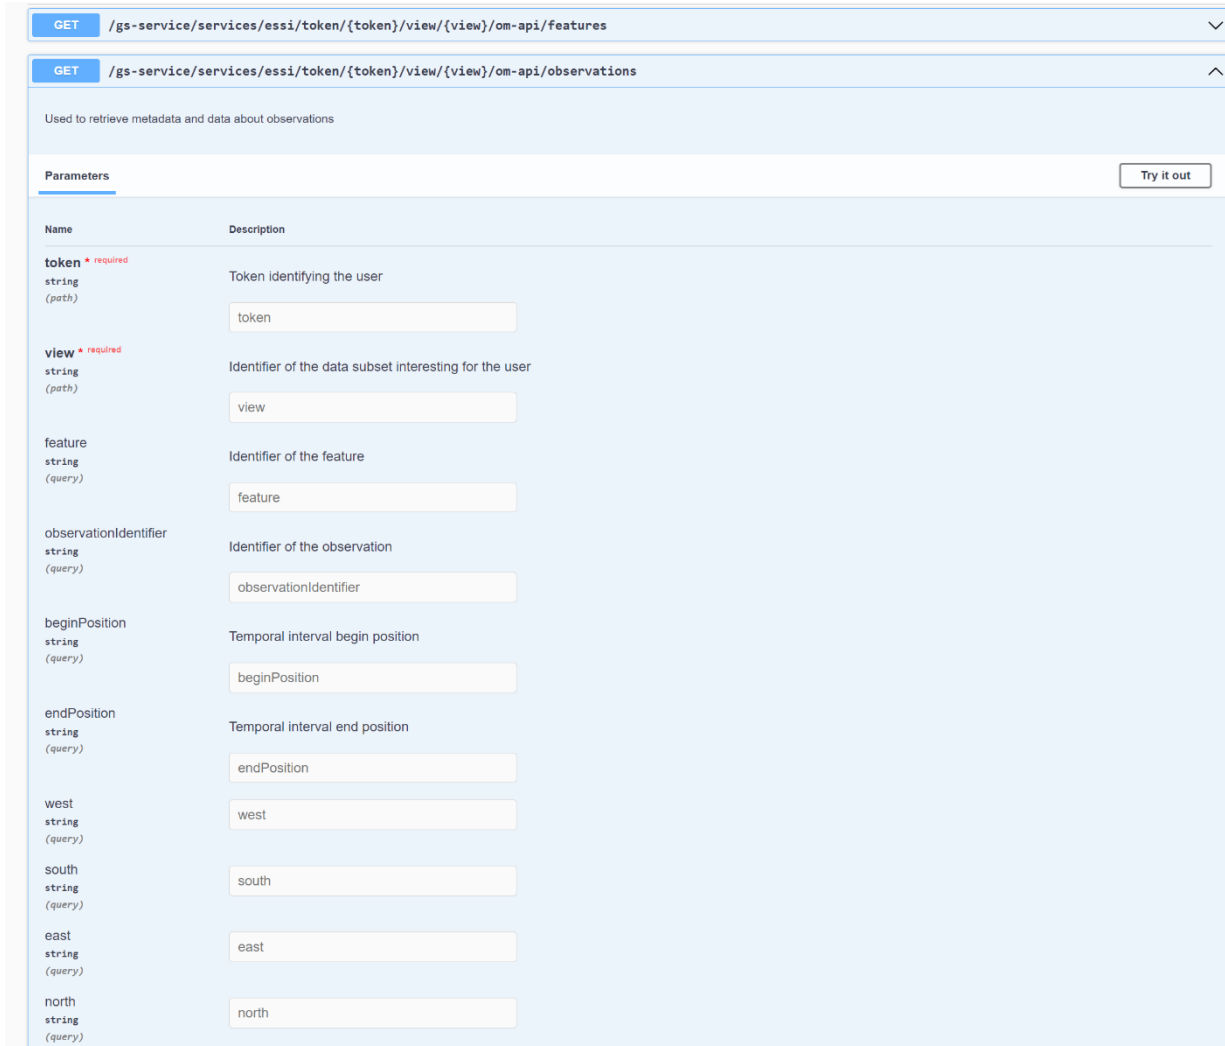 GET /gs-service/services/essi/token/{token}/view/{view}/om-api/features
GET /gs-service/services/essi/token/{token}/view/{view}/om-api/observations
Used to retrieve metadata and data about observations
Parameters
Try it out
Name Description
token * required
string
(path)
Token identifying the user
token
view * required
string
(path)
Identifier of the data subset interesting for the user
view
feature
string
(query)
Identifier of the feature
feature
observationIdentifier
string
(query)
Identifier of the observation
observationIdentifier
beginPosition
string
(query)
Temporal interval begin position
beginPosition
endPosition
string
(query)
Temporal interval end position
endPosition
west
string
(query)
west
south
string
(query)
south
east
string
(query)
east
north
string
(query)
north